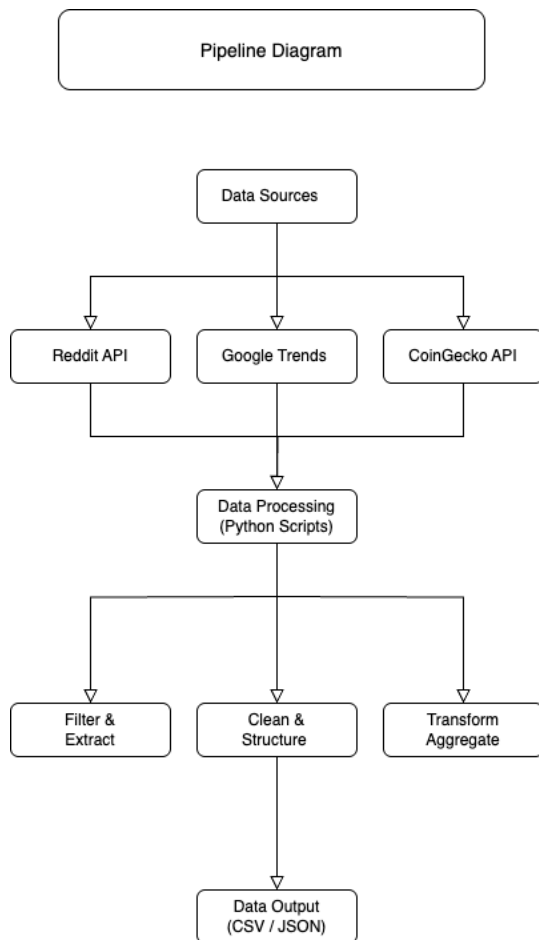 Pipeline Diagram
Data Sources
Reddit API
Google Trends
CoinGecko API
Data Processing
(Python Scripts)
Filter &
Extract
Clean &
Structure
Transform
Aggregate
Data Output
(CSV / JSON)